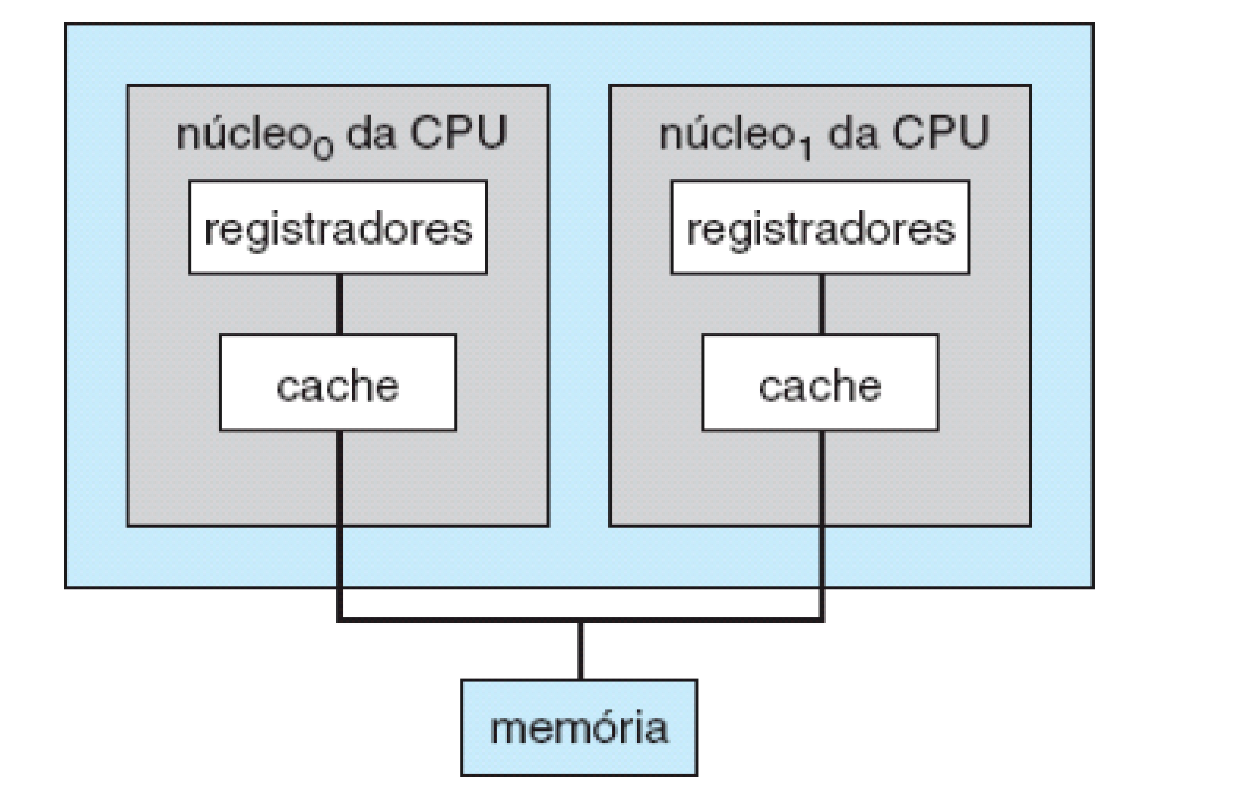 núcleo₀ da CPU
registradores
cache
núcleo₁ da CPU
registradores
cache
memória